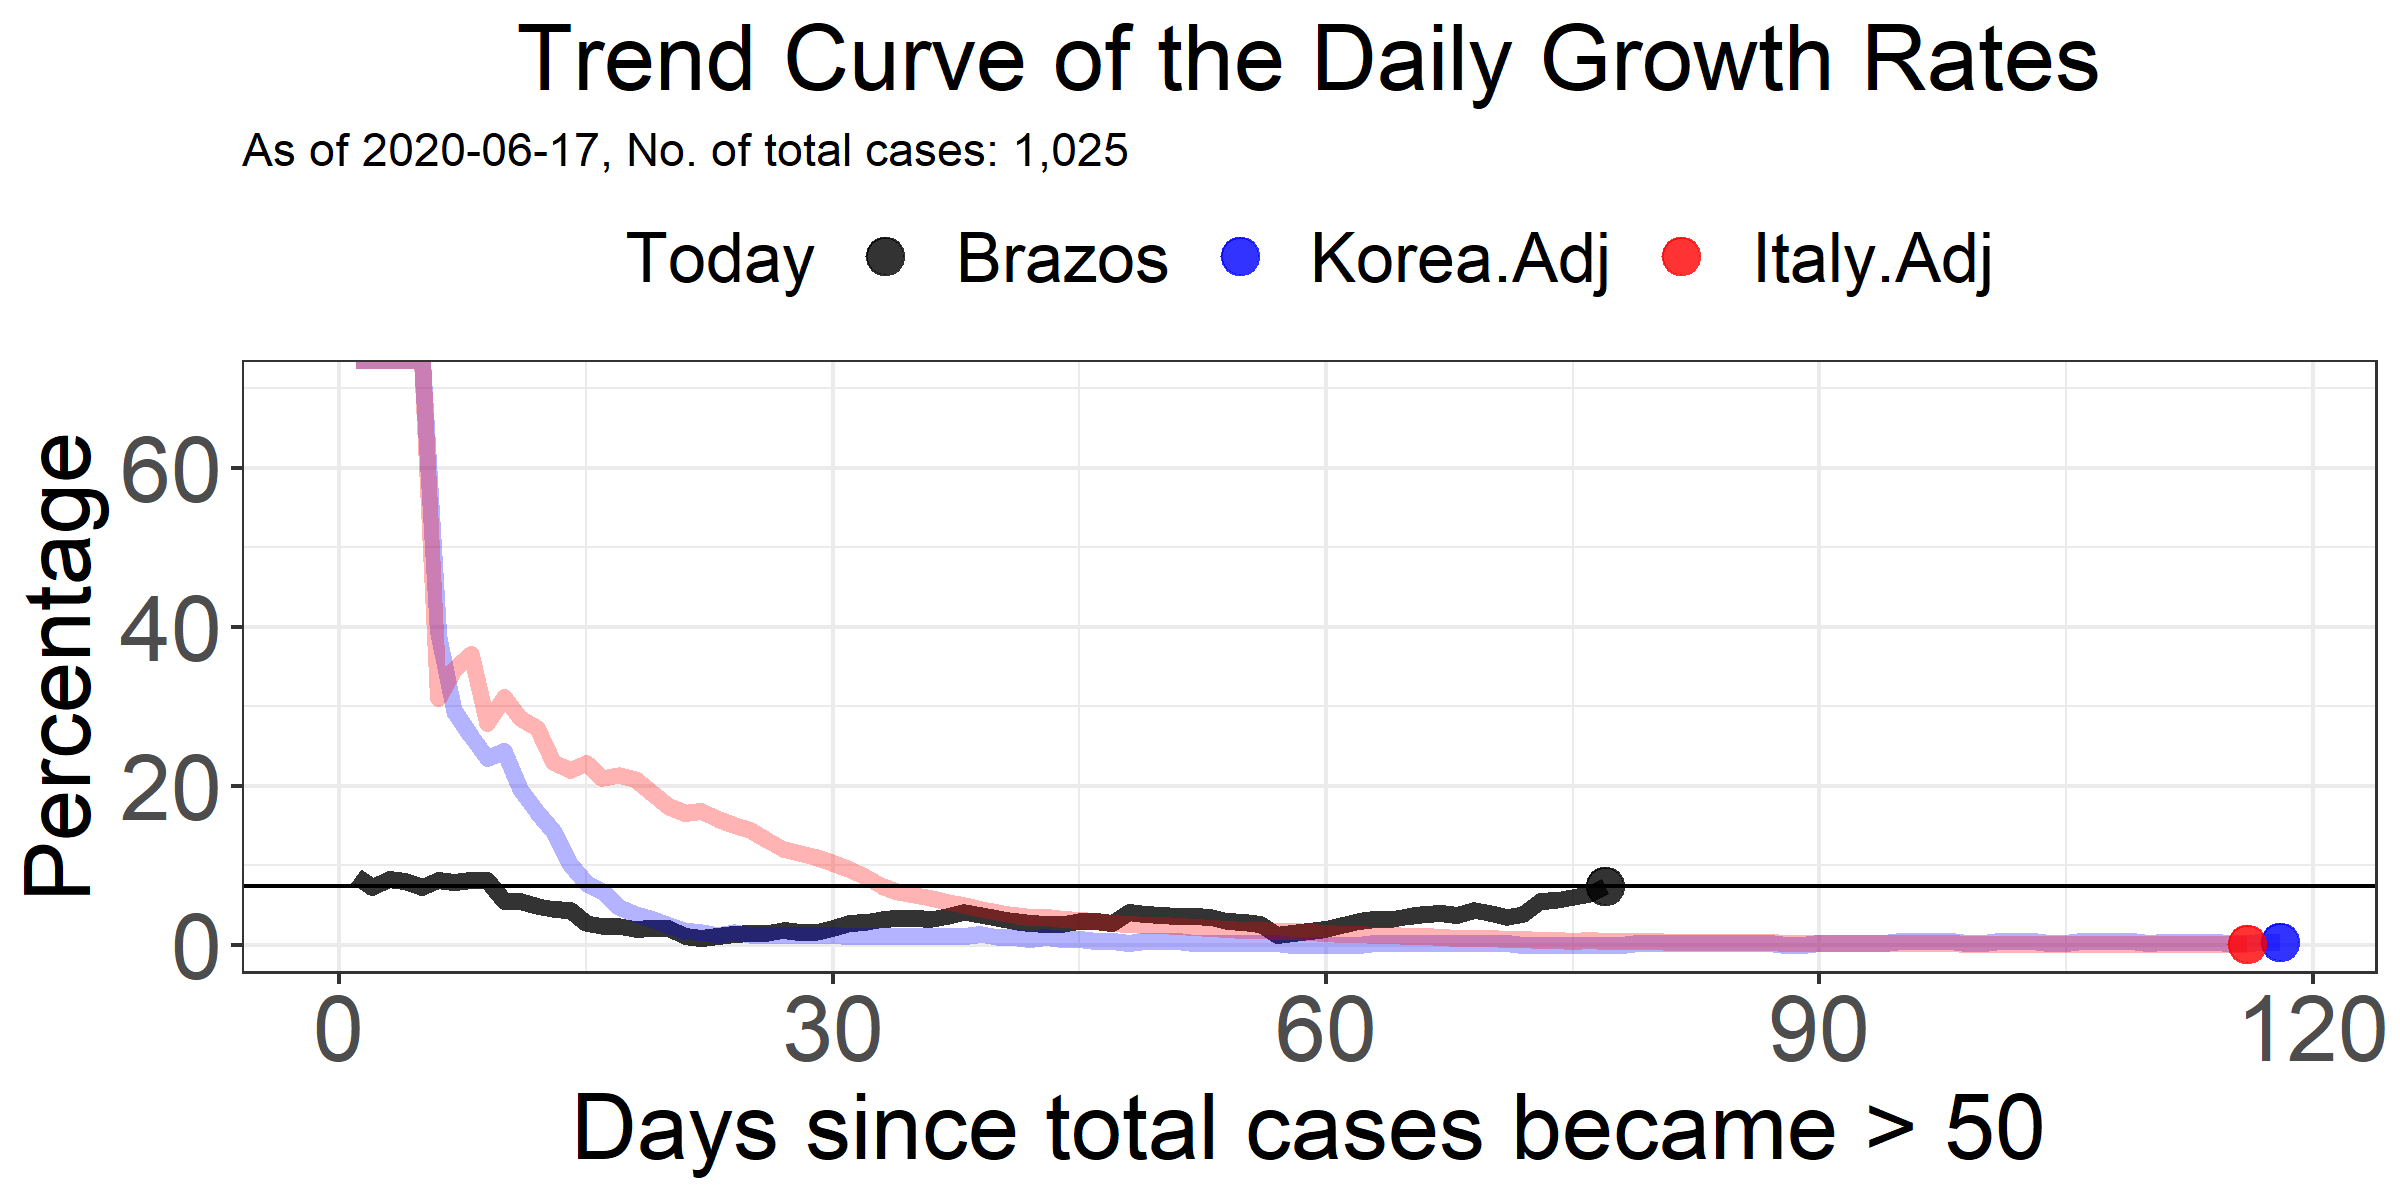 Trend Curve of the Daily Growth Rates
As of 2020-06-17, No. of total cases: 1,025
Today Brazos Korea.Adj Italy.Adj
Percentage
60
40
20
0
0 30 60 90 120
Days since total cases became > 50